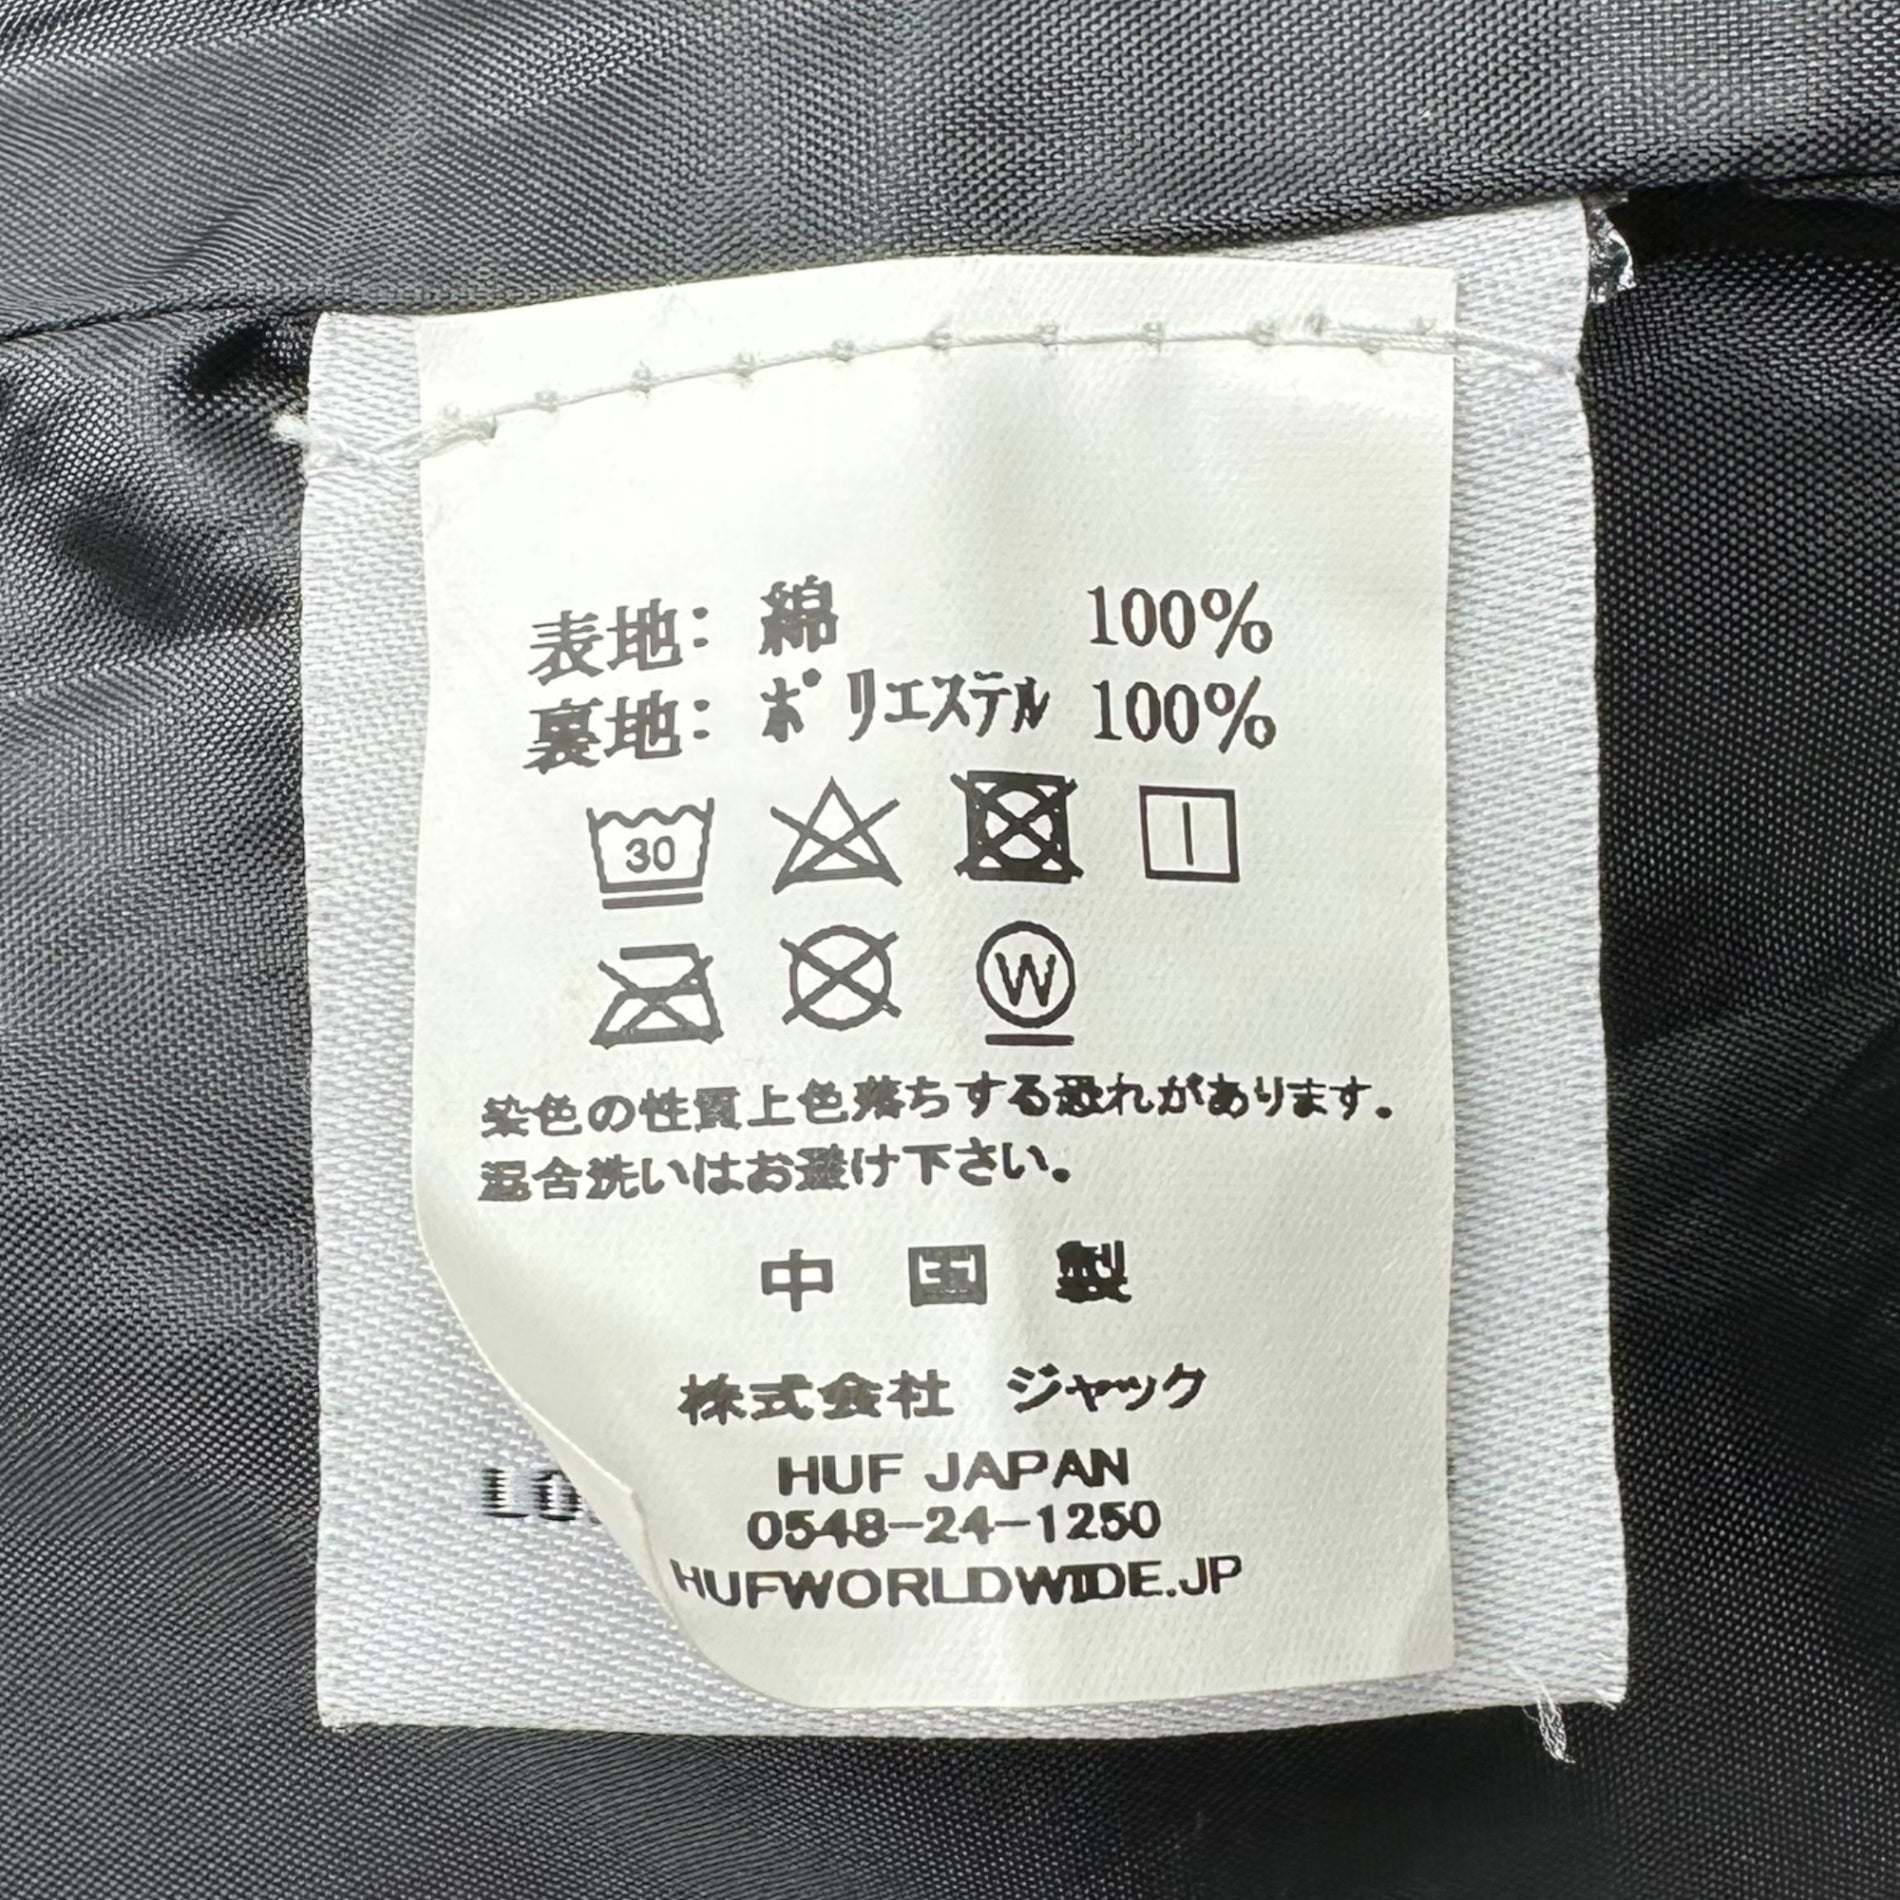 表地: 綿 100%
裏地: ポリエステル 100%
30
W
染色の性質上色落ちする恐れがあります。
混合洗いはお避け下さい。
中国製
株式会社 ジャック
HUF JAPAN
0548-24-1250
HUFWORLDWIDE.JP